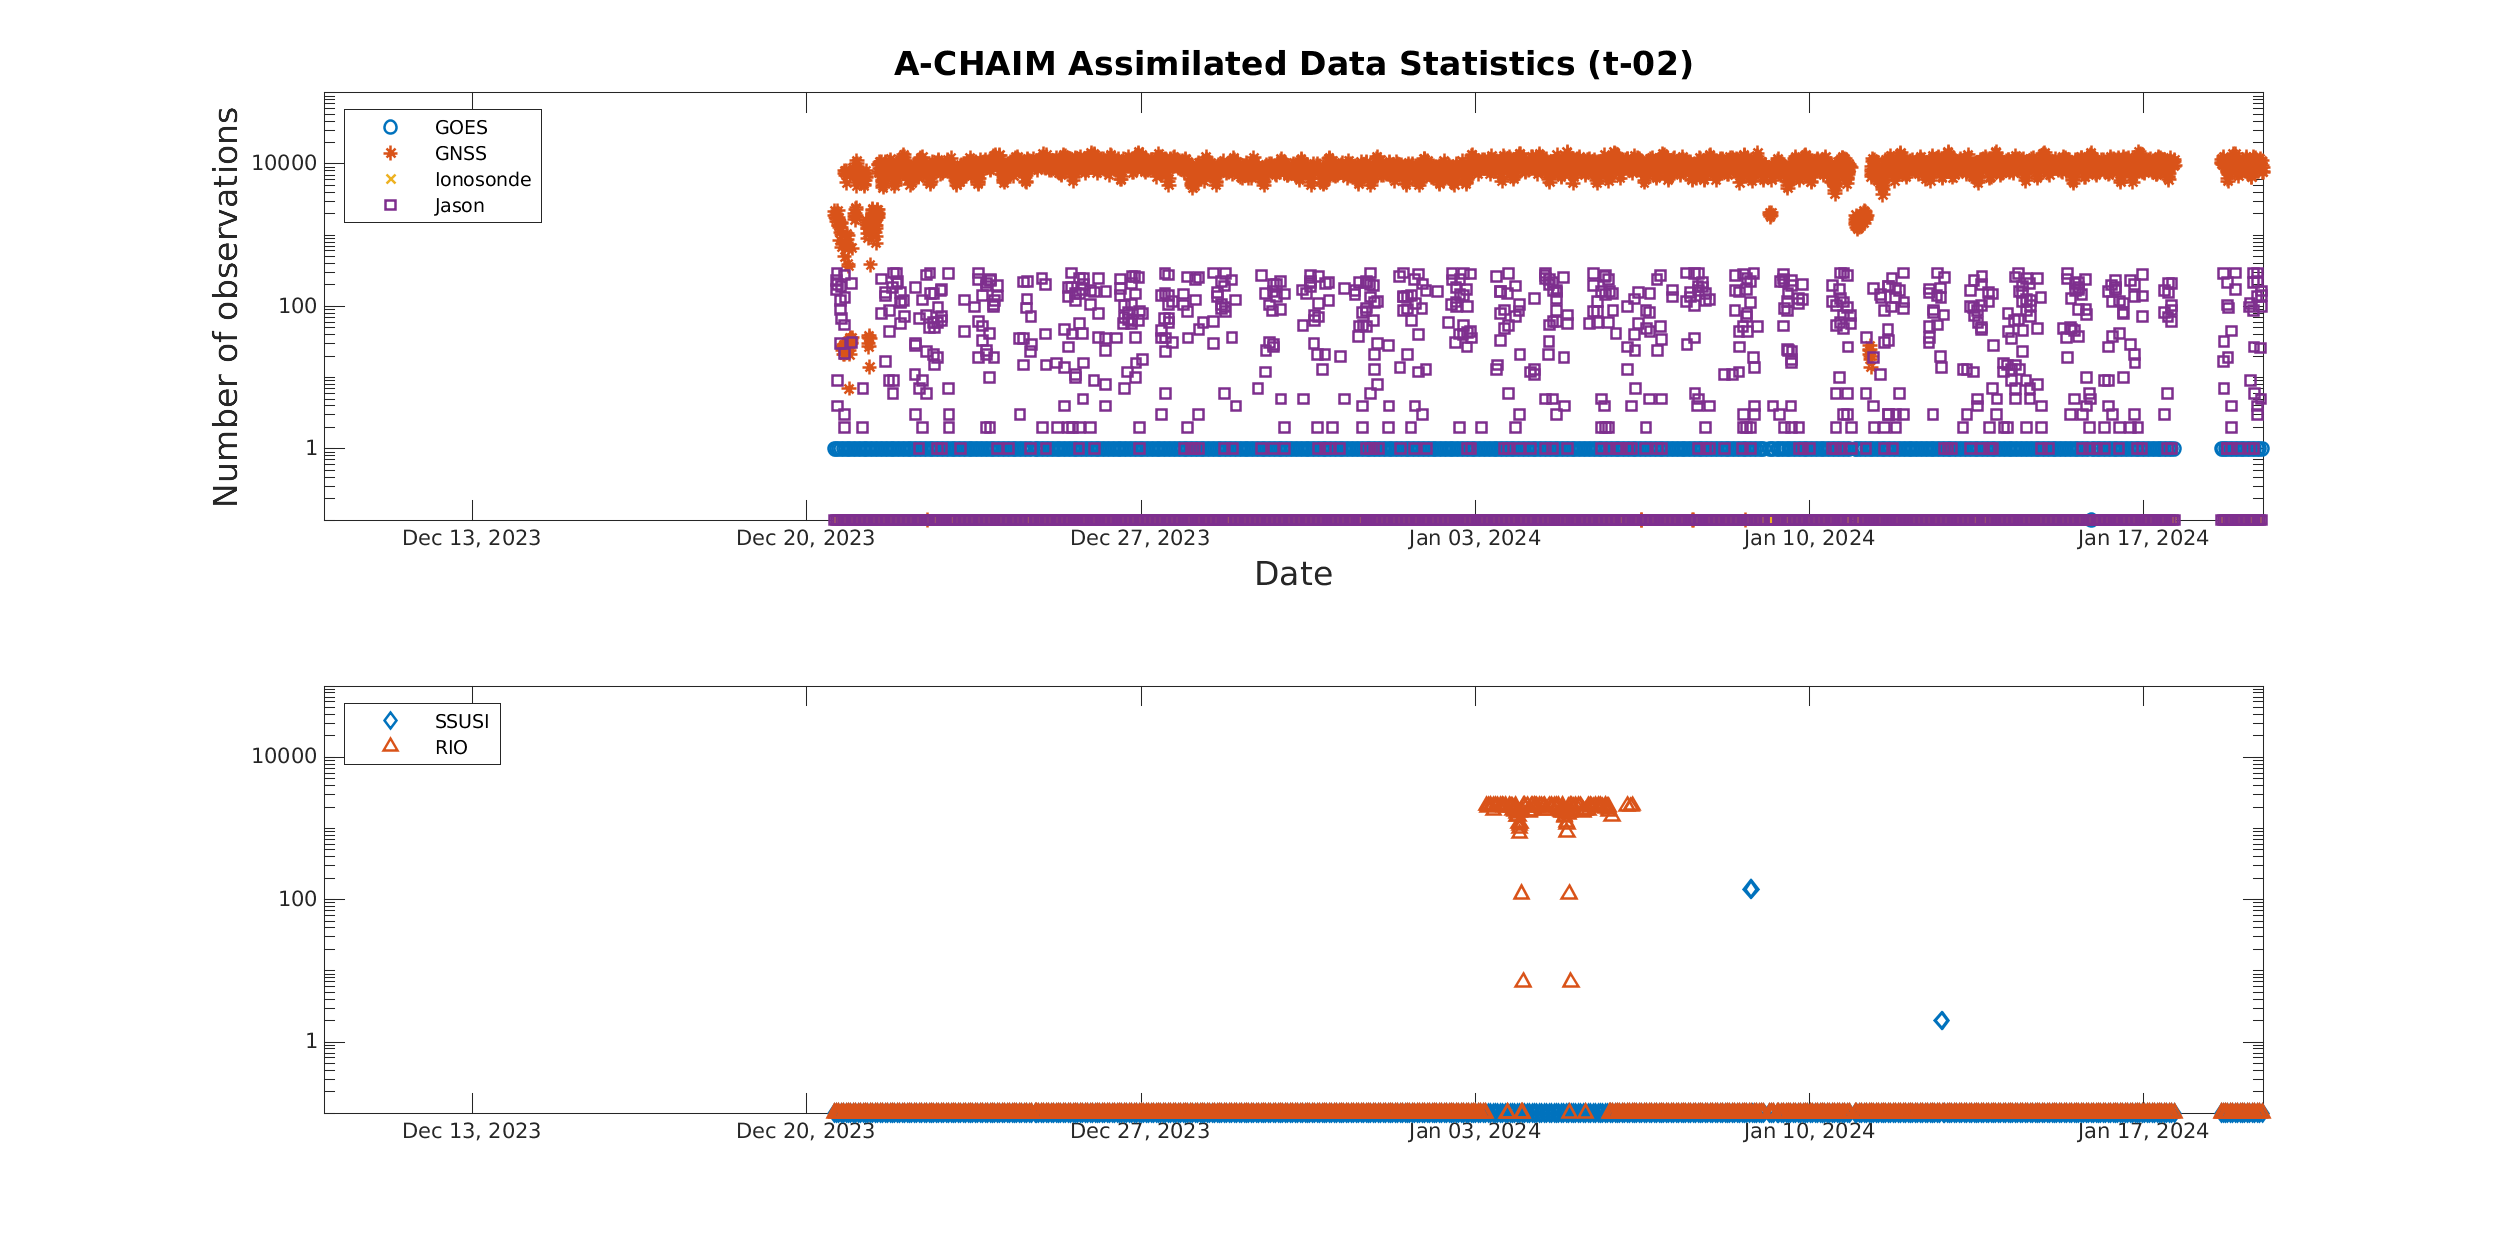 A-CHAIM Assimilated Data Statistics (t-02)
Number of observations
10000
100
1
GOES
GNSS
Ionosonde
Jason
Dec 13, 2023
Dec 20, 2023
Dec 27, 2023
Jan 03, 2024
Jan 10, 2024
Jan 17, 2024
Date
10000
100
1
SSUSI
RIO
Dec 13, 2023
Dec 20, 2023
Dec 27, 2023
Jan 03, 2024
Jan 10, 2024
Jan 17, 2024